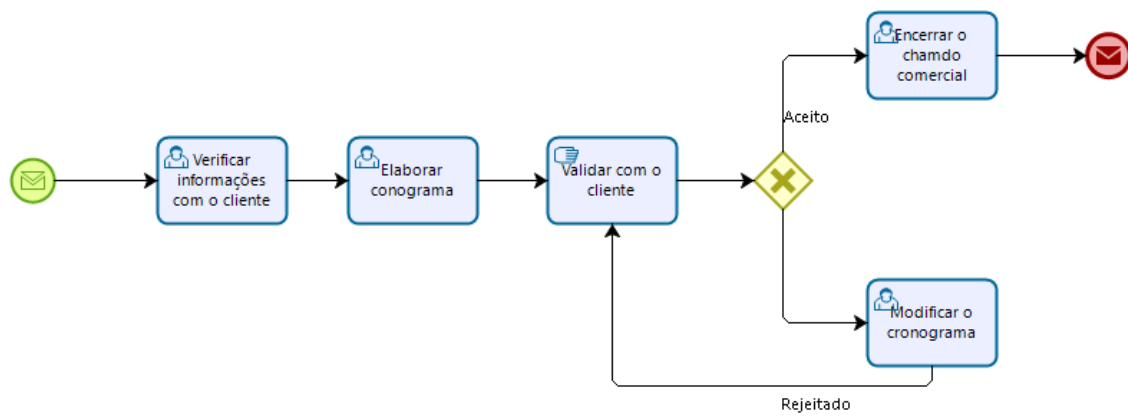 Verificar
informações
com o cliente
Elaborar
conograma
Validar com o
cliente
Aceito
Encerrar o
chamdo
comercial
Modificar o
cronograma
Rejeitado